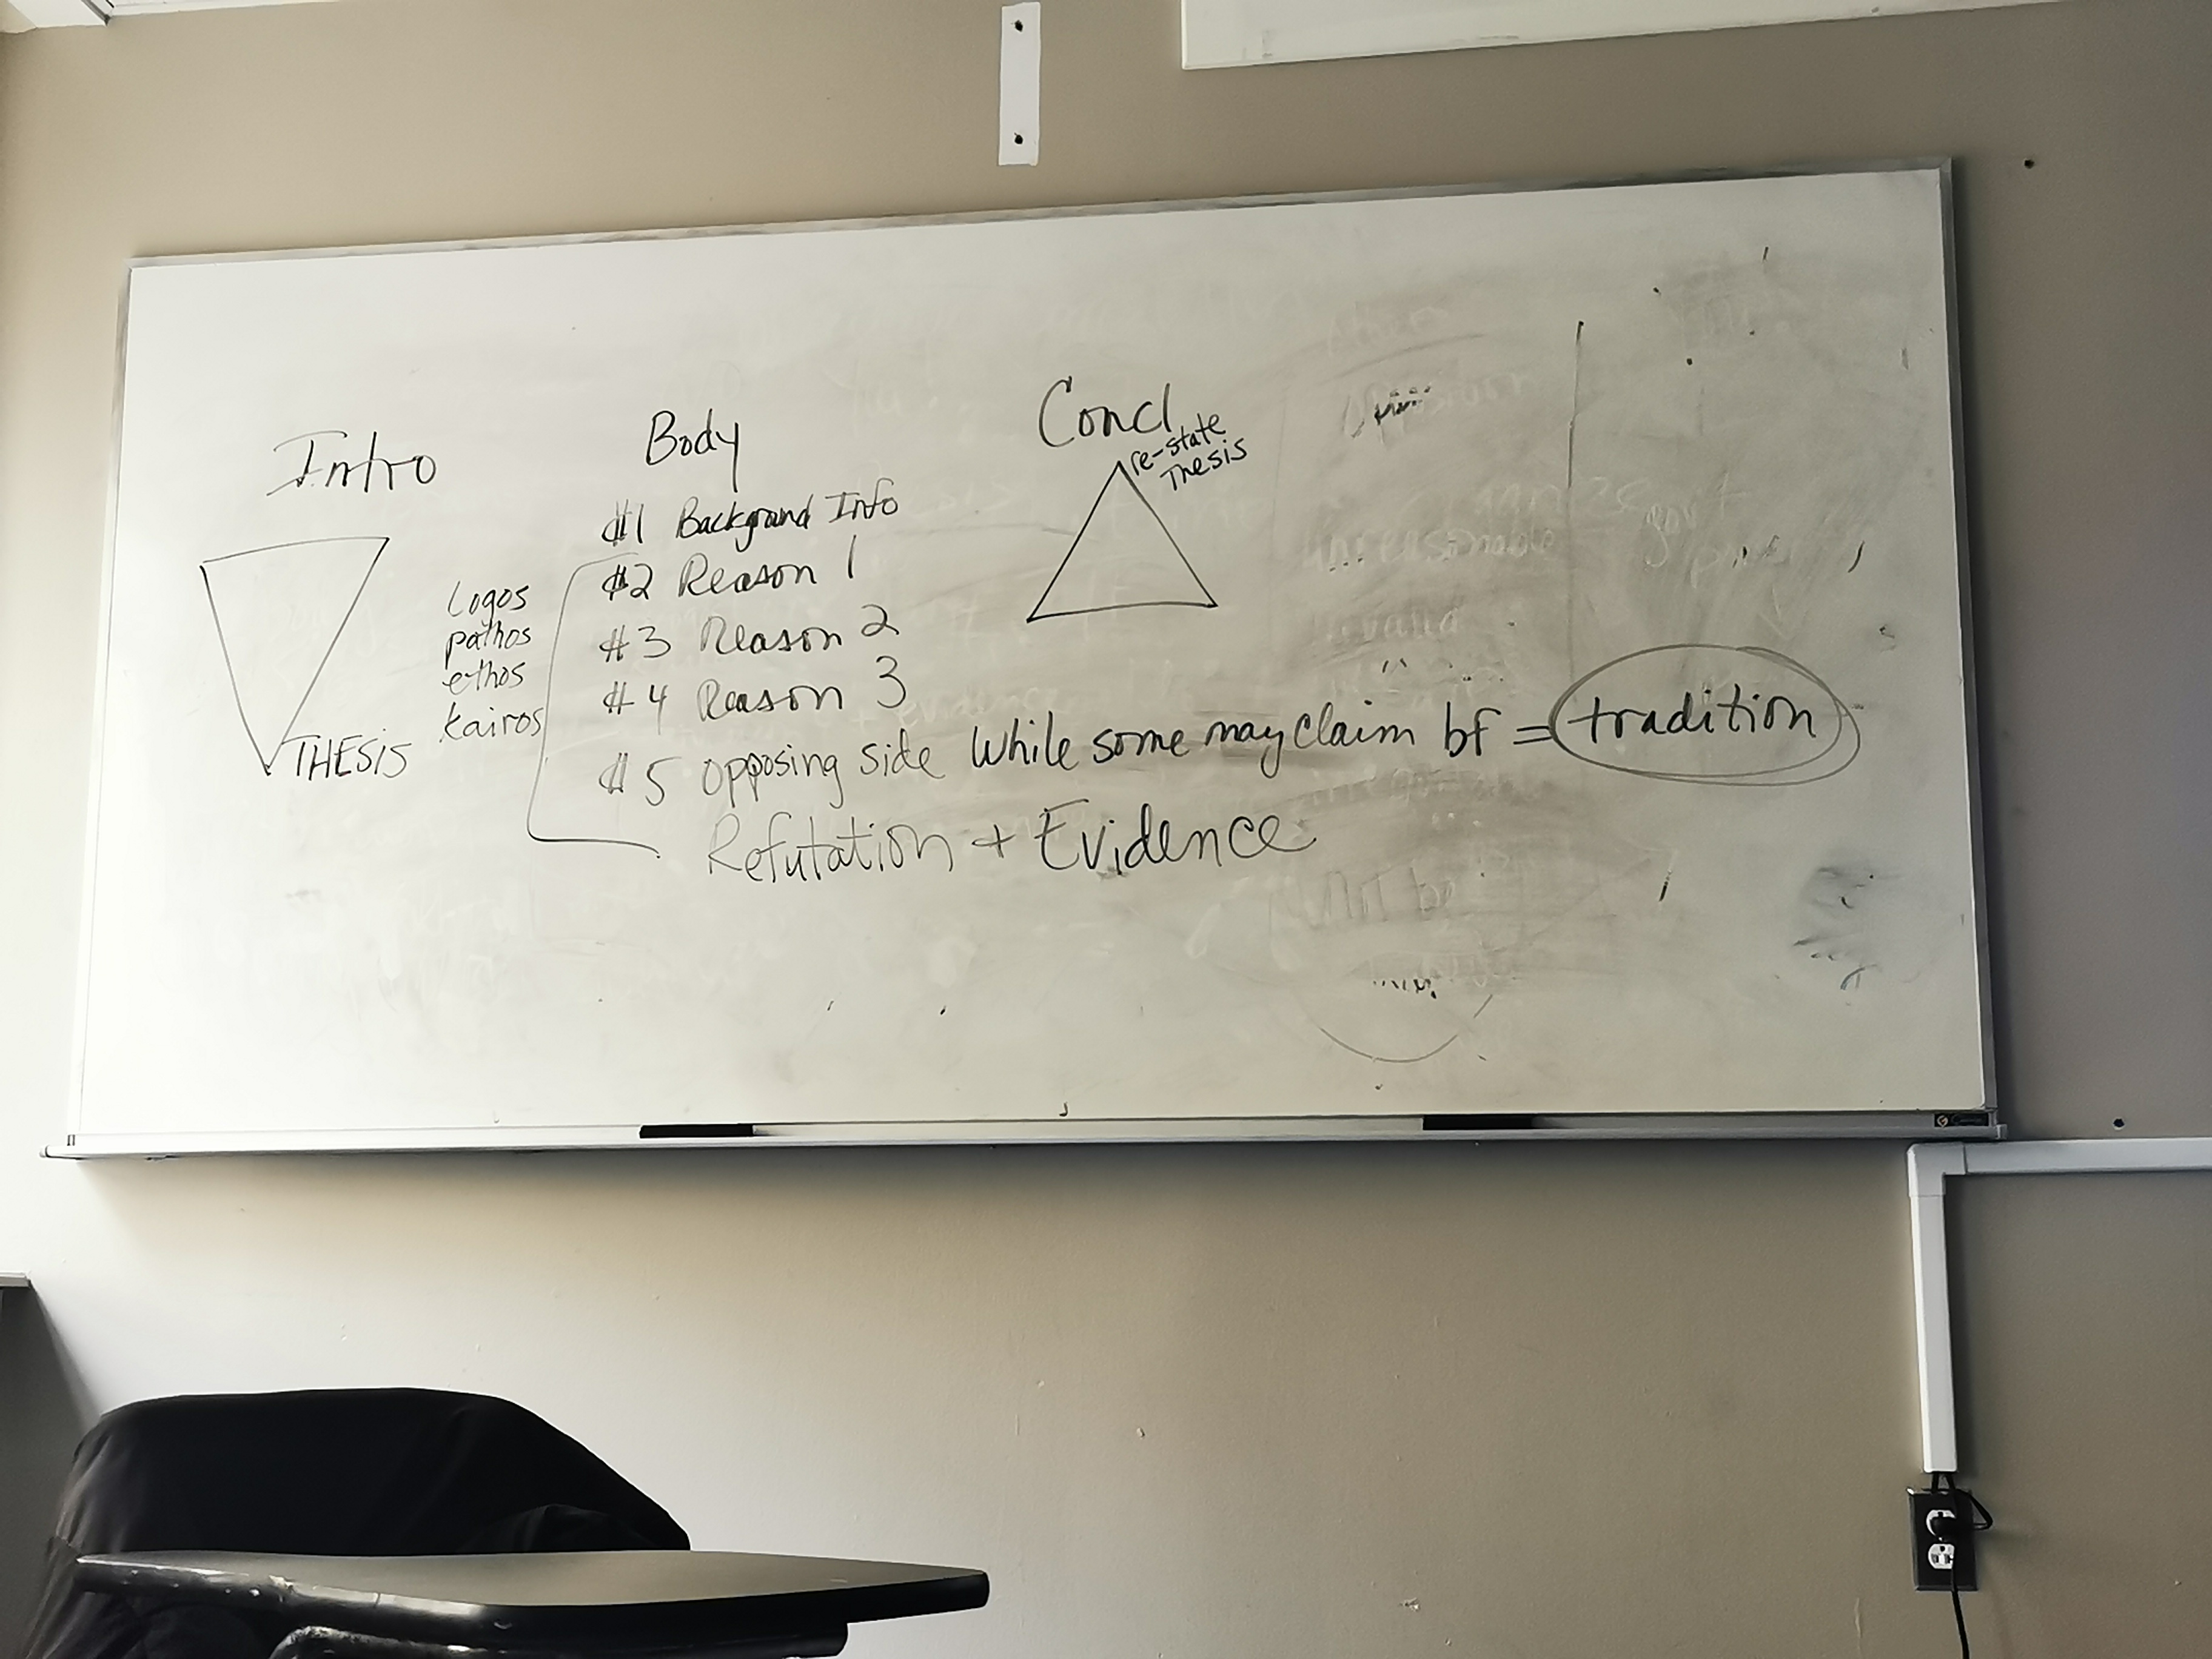 Intro
THESIS
logos
pathos
ethos
kairos
Body
#1 Background Info
#2 Reason 1
#3 Reason 2
#4 Reason 3
#5 opposing side While some may claim bf = tradition
Refutation + Evidence
Concl
re-state
Thesis